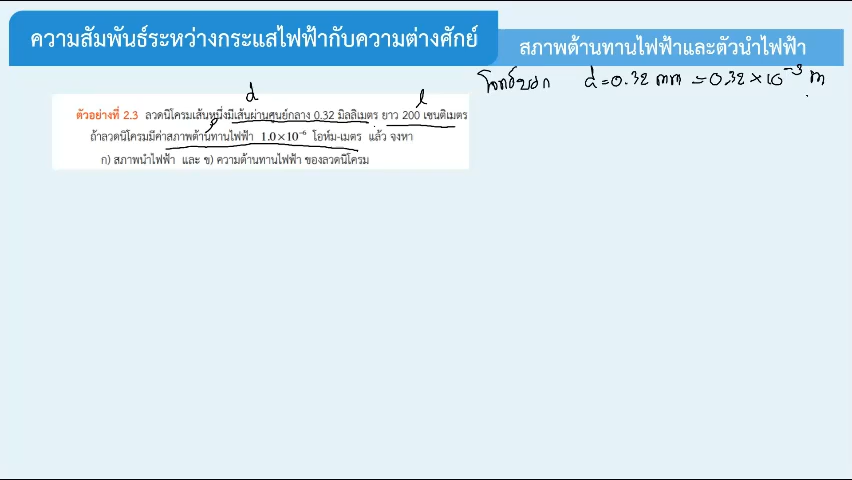 ความสัมพันธ์ระหว่างกระแสไฟฟ้ากับความต่างศักย์
สภาพต้านทานไฟฟ้าและตัวนำไฟฟ้า
โจทย์บอก d = 0.32 mm = 0.32 × 10⁻³ m
d l
ตัวอย่างที่ 2.3 ลวดนิโครมเส้นหนึ่งมีเส้นผ่านศูนย์กลาง 0.32 มิลลิเมตร ยาว 200 เซนติเมตร
ถ้าลวดนิโครมมีค่าสภาพต้านทานไฟฟ้า 1.0×10⁻⁶ โอห์ม-เมตร แล้ว จงหา
ก) สภาพนำไฟฟ้า และ ข) ความต้านทานไฟฟ้า ของลวดนิโครม